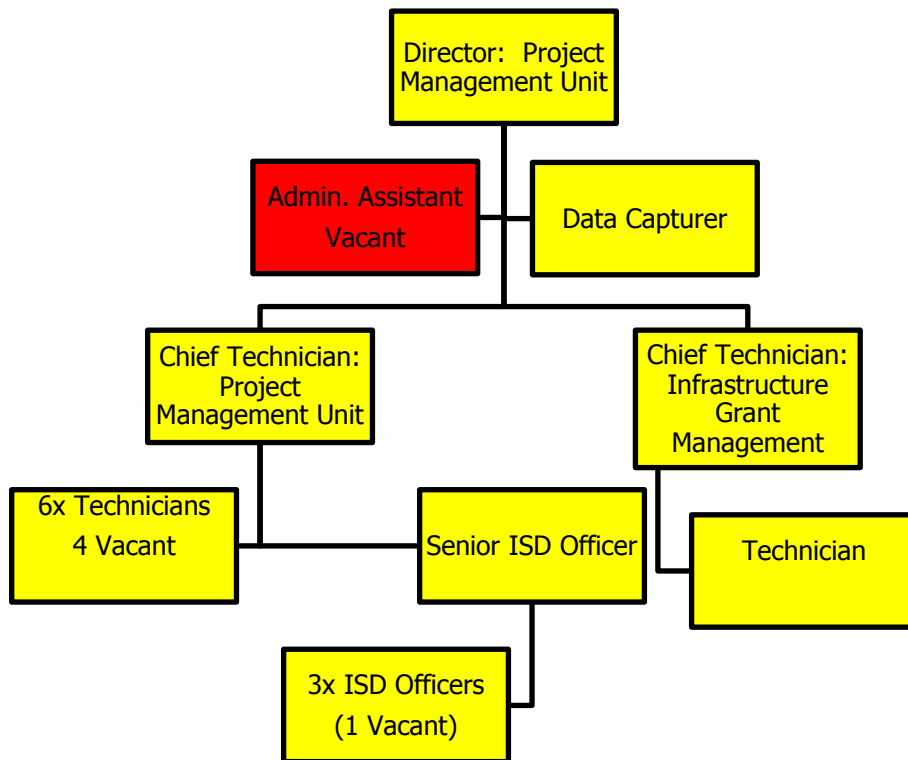 Director: Project
Management Unit
Admin. Assistant
Vacant
Data Capturer
Chief Technician:
Project
Management Unit
Chief Technician:
Infrastructure
Grant
Management
6x Technicians
4 Vacant
Senior ISD Officer
Technician
3x ISD Officers
(1 Vacant)